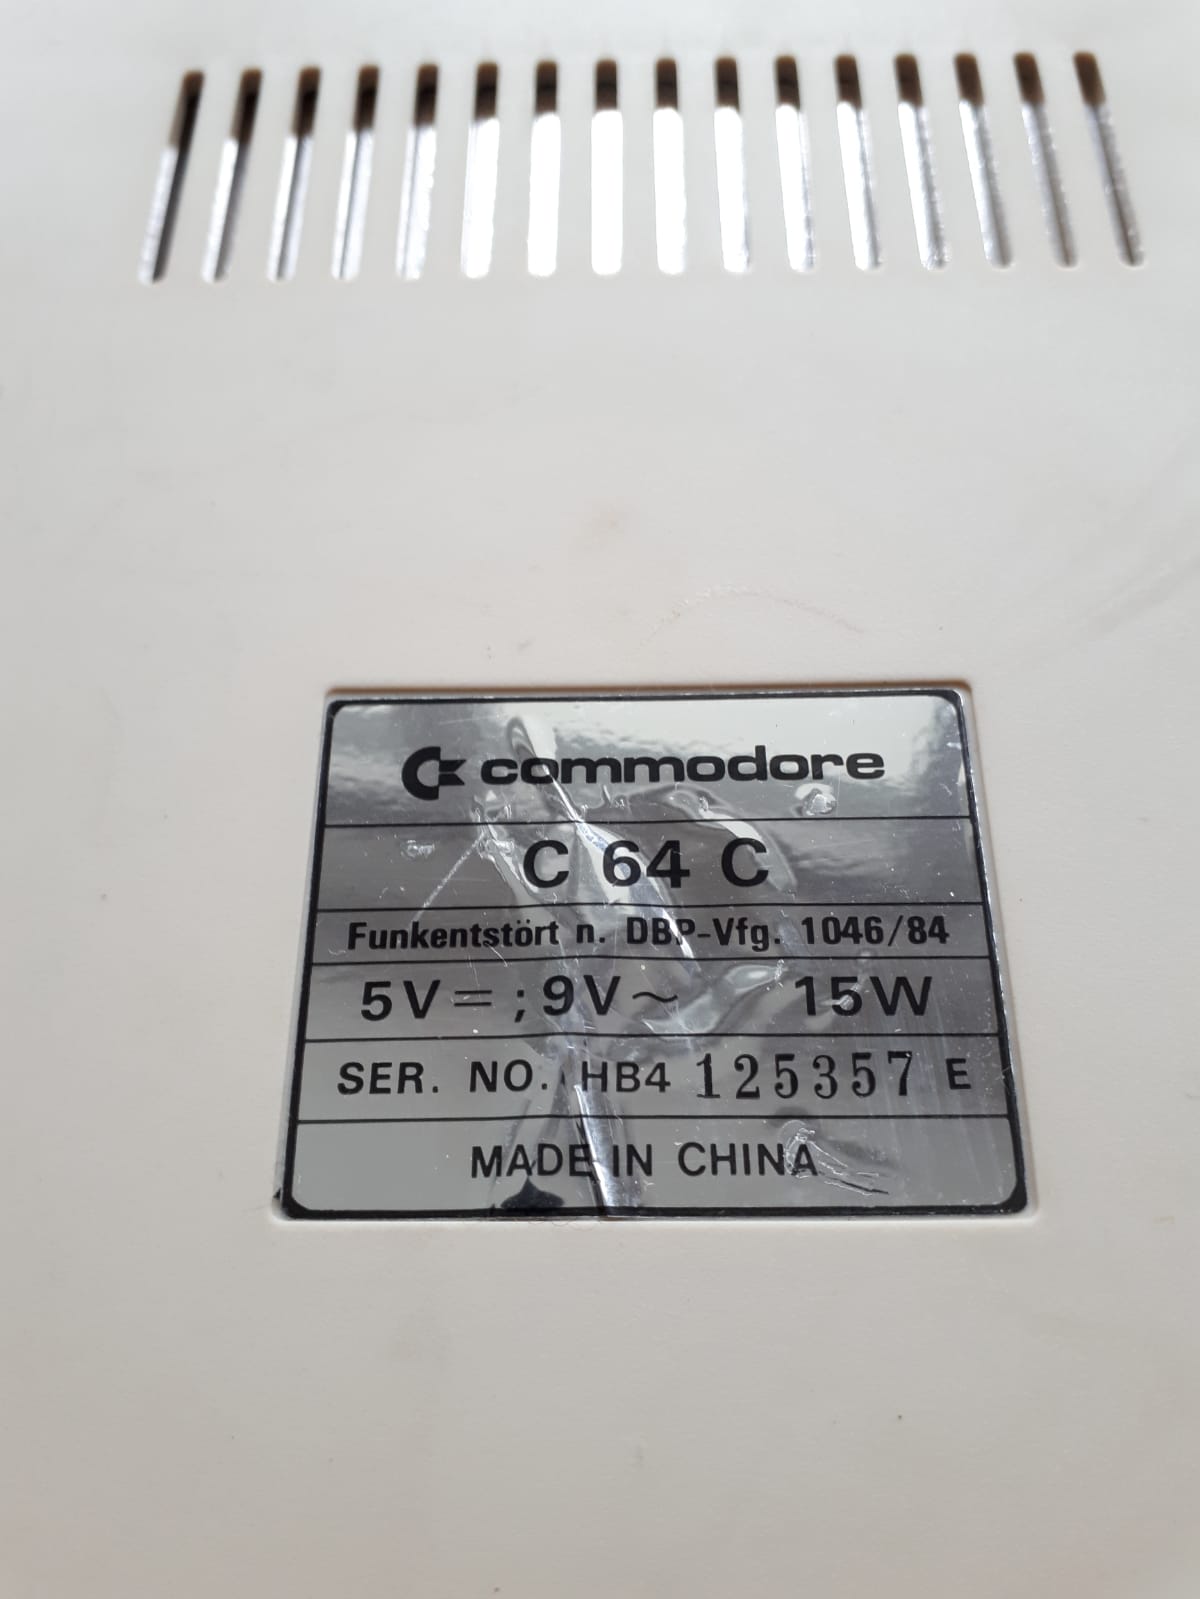 commodore
C 64 C
Funkentstört n. DBP-Vfg. 1046/84
5V⎓ ;9V~ 15W
SER. NO. HB4 125357 E
MADE IN CHINA